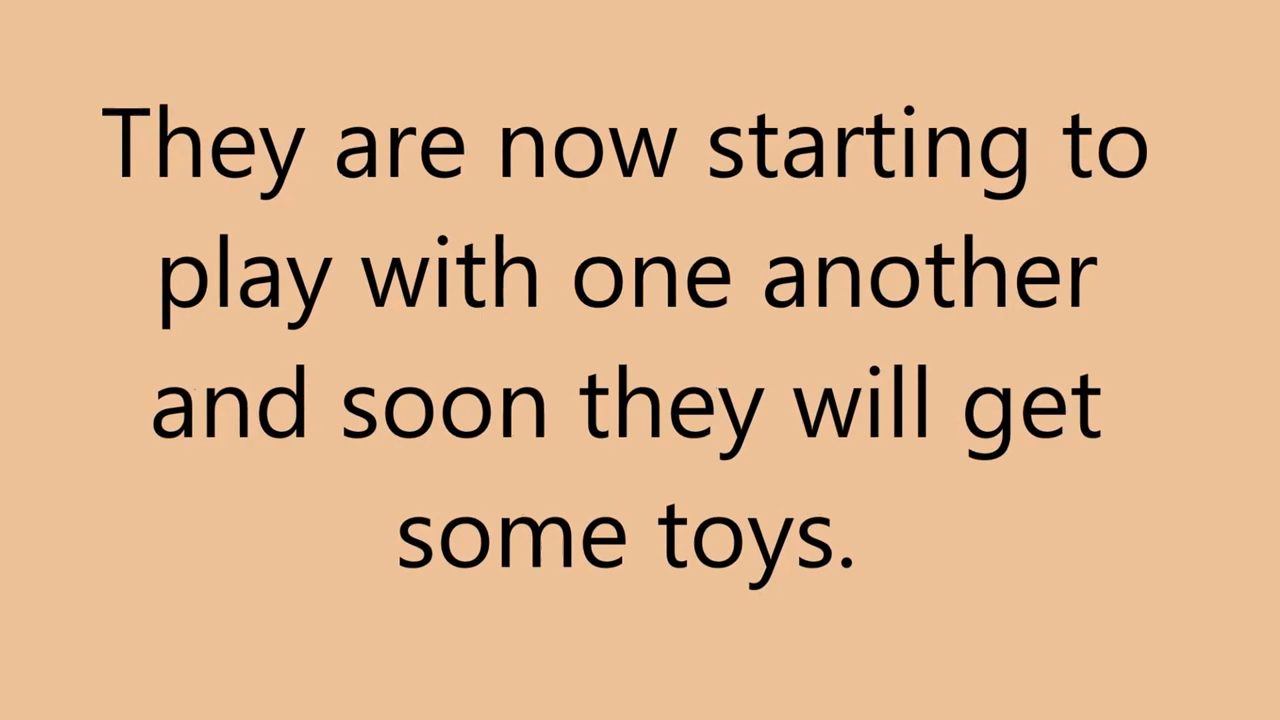 They are now starting to
play with one another
and soon they will get
some toys.